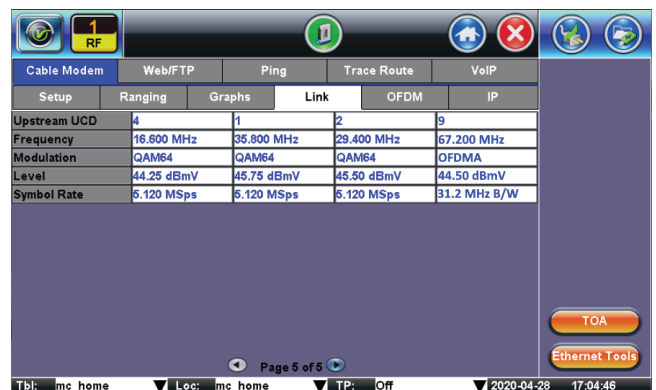 1
RF
Cable Modem Web/FTP Ping Trace Route VoIP
Setup Ranging Graphs Link OFDM IP
Upstream UCD 4 1 2 9
Frequency 16.600 MHz 35.800 MHz 29.400 MHz 67.200 MHz
Modulation QAM64 QAM64 QAM64 OFDMA
Level 44.25 dBmV 45.75 dBmV 45.50 dBmV 44.50 dBmV
Symbol Rate 5.120 MSps 5.120 MSps 5.120 MSps 31.2 MHz B/W
TOA
Ethernet Tools
Page 5 of 5
Tbl: mc_home Loc: mc_home TP: Off 2020-04-28 17:04:46